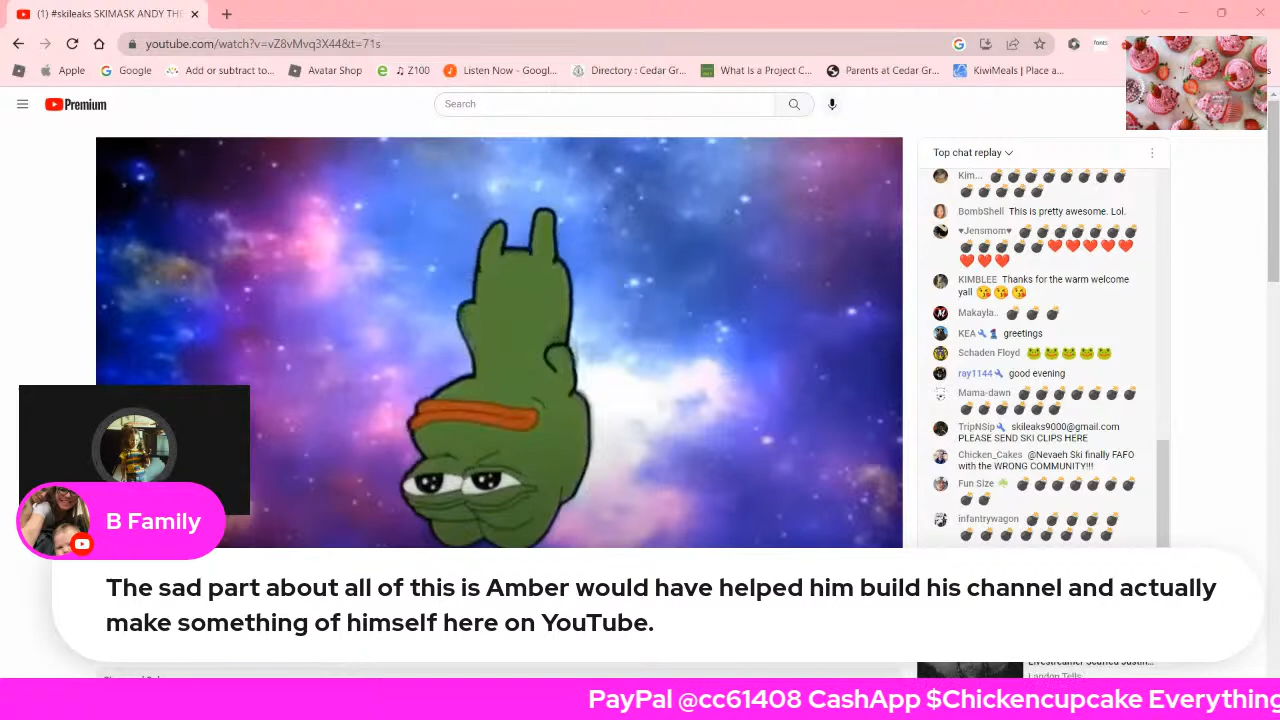 (1) #skileaks SKIMASK ANDY THE
youtube.com/watch?v=vZ8vMvq3X44&t=71s
fonts
Apple
Google
Add or subtract to...
Avatar Shop
Z100
Listen Now - Googl...
Directory : Cedar Gr...
What Is a Project C...
Parents at Cedar Gr...
KiwiMeals | Place a...
Premium
Search
Top chat replay
Kim...
BombShell This is pretty awesome. Lol.
♥Jensmom♥
KIMBLEE Thanks for the warm welcome
yall
Makayla..
KEA greetings
Schaden Floyd
ray1144 good evening
Mama-dawn
TripNSip skileaks9000@gmail.com
PLEASE SEND SKI CLIPS HERE
Chicken_Cakes @Nevaeh Ski finally FAFO
with the WRONG COMMUNITY!!!
Fun Size
infantrywagon
B Family
The sad part about all of this is Amber would have helped him build his channel and actually
make something of himself here on YouTube.
Landon Tells
PayPal @cc61408 CashApp $Chickencupcake Everything